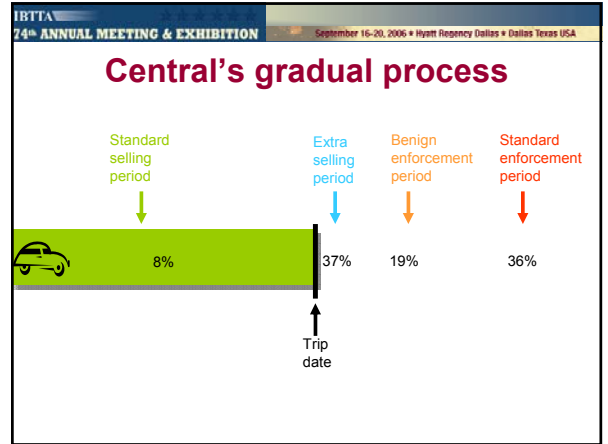 IBTTA
74th ANNUAL MEETING & EXHIBITION
September 16-20, 2006 * Hyatt Regency Dallas * Dallas Texas USA
Central's gradual process
Standard
selling
period
Extra
selling
period
Benign
enforcement
period
Standard
enforcement
period
8%
37%
19%
36%
Trip
date